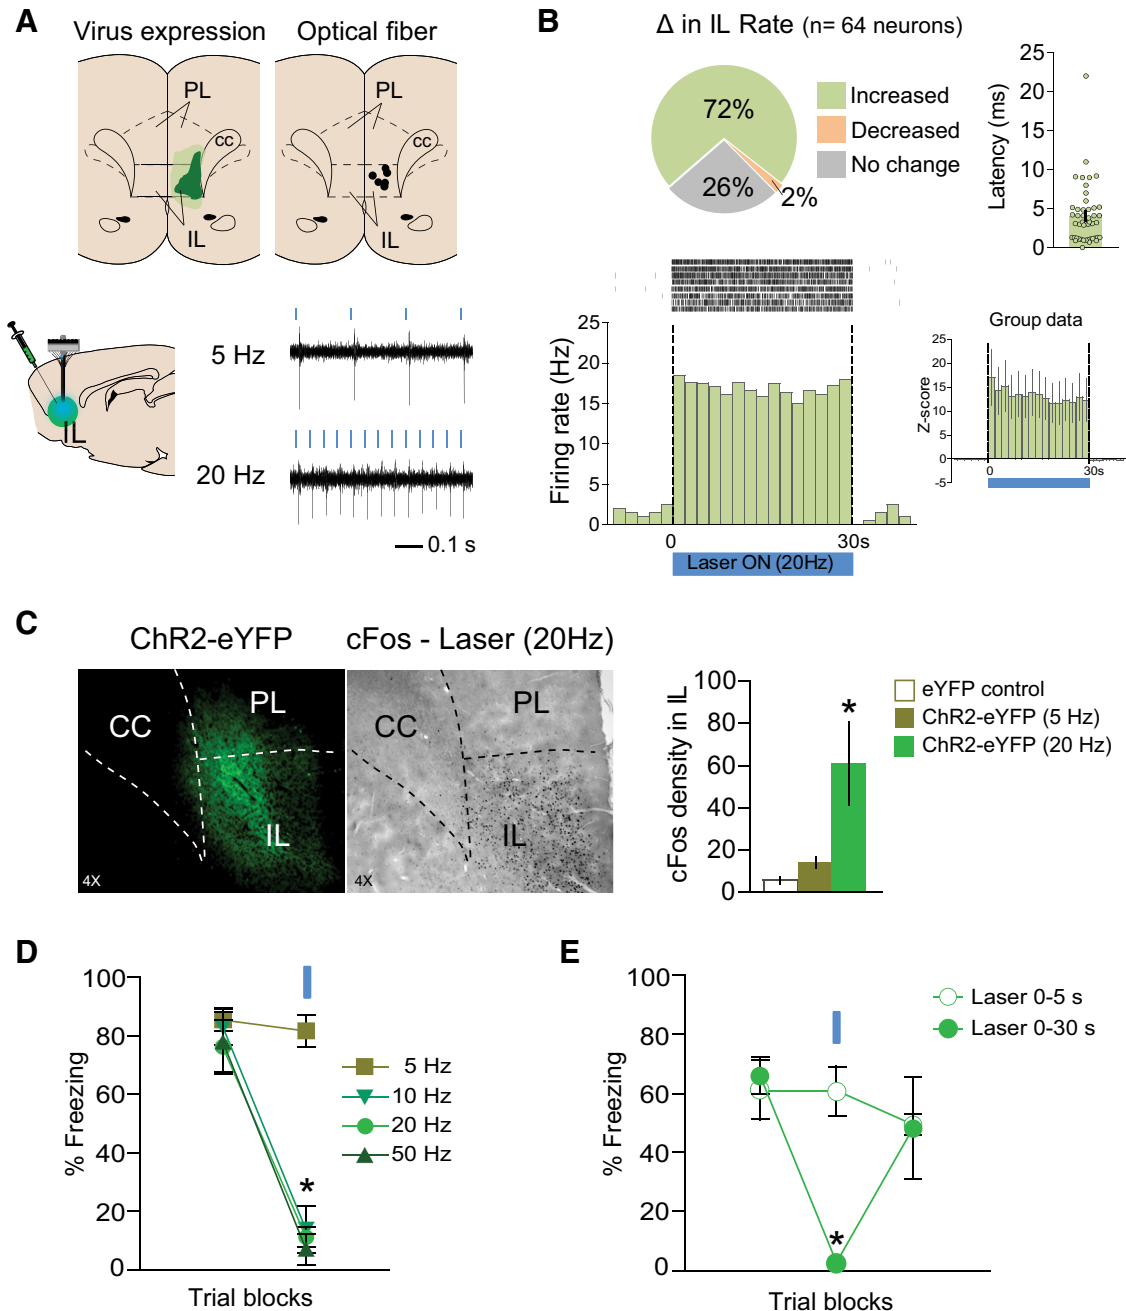 A
Virus expression
Optical fiber
PL
cc
IL
PL
cc
IL
IL
5 Hz
20 Hz
0.1 s
B
Δ in IL Rate (n= 64 neurons)
72%
26%
2%
Increased
Decreased
No change
Latency (ms)
25
20
15
10
5
0
Firing rate (Hz)
25
20
15
10
5
0
0
30s
Laser ON (20Hz)
Group data
Z-score
25
20
15
10
5
0
-5
0
30s
C
ChR2-eYFP
CC
PL
IL
4X
cFos - Laser (20Hz)
CC
PL
IL
4X
cFos density in IL
100
80
60
40
20
0
*
eYFP control
ChR2-eYFP (5 Hz)
ChR2-eYFP (20 Hz)
D
% Freezing
100
80
60
40
20
0
*
5 Hz
10 Hz
20 Hz
50 Hz
Trial blocks
E
% Freezing
100
80
60
40
20
0
*
Laser 0-5 s
Laser 0-30 s
Trial blocks